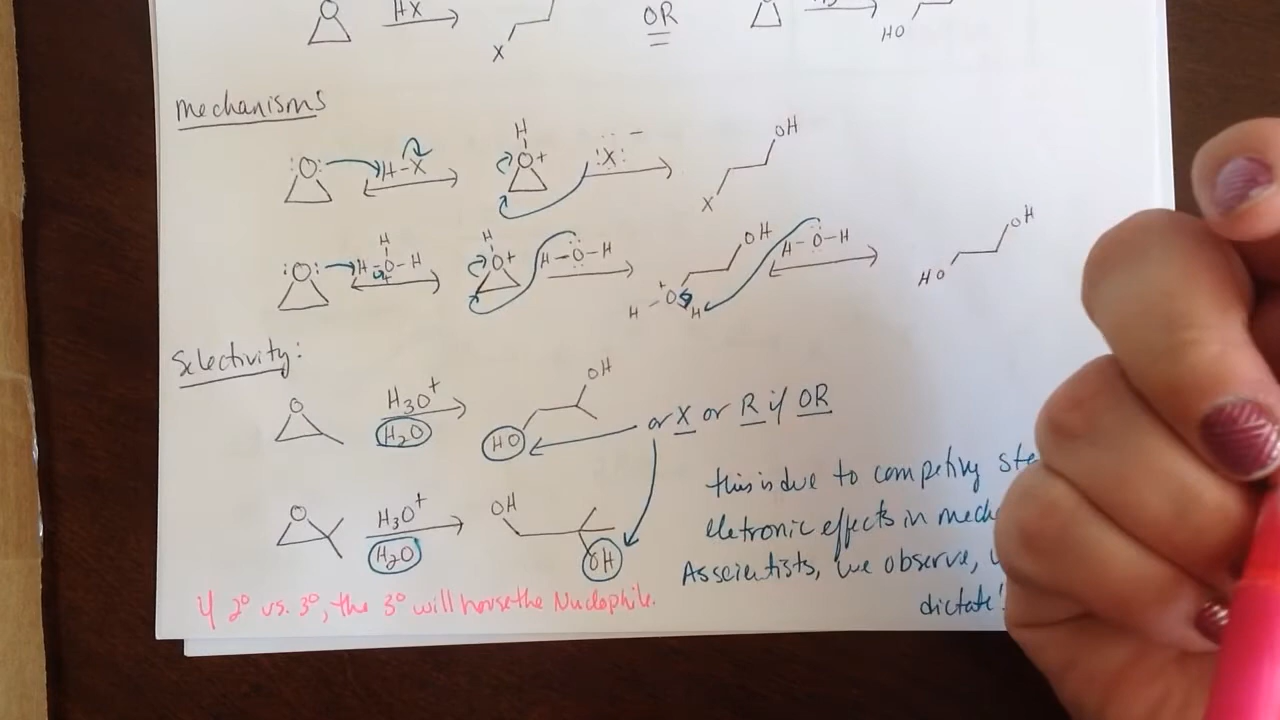 O HX OR O
X HO
Mechanisms
:O: H-X H O+ :X: - OH X
:O: H-O-H H + H O+ H-O-H OH + H-O H H-O-H OH HO
Selectivity:
O H3O+ H2O OH HO or X or R if OR
this is due to competing
O H3O+ H2O OH OH eletronic effects in
As scientists, we observe,
dictate!
If 2° vs. 3°, the 3° will house the Nucleophile.